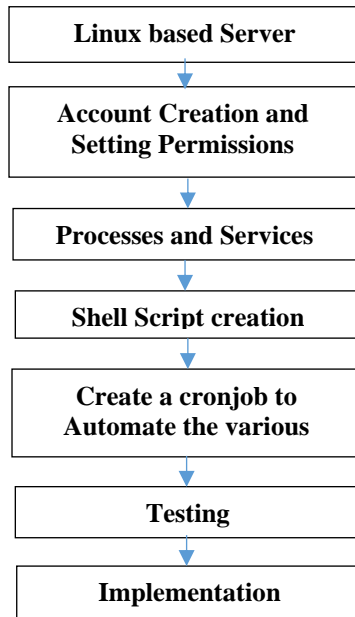 Linux based Server
Account Creation and
Setting Permissions
Processes and Services
Shell Script creation
Create a cronjob to
Automate the various
Testing
Implementation